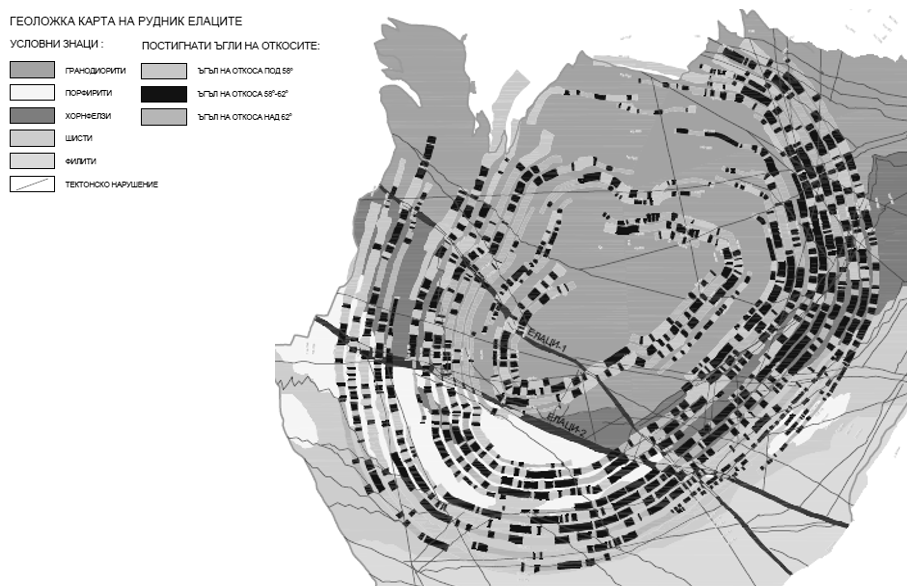 ГЕОЛОЖКА КАРТА НА РУДНИК ЕЛАЦИТЕ
УСЛОВНИ ЗНАЦИ :
ГРАНОДИОРИТИ
ПОРФИРИТИ
ХОРНФЕЛЗИ
ШИСТИ
ФИЛИТИ
ТЕКТОНСКО НАРУШЕНИЕ
ПОСТИГНАТИ ЪГЛИ НА ОТКОСИТЕ:
ЪГЪЛ НА ОТКОСА ПОД 58°
ЪГЪЛ НА ОТКОСА 58°-62°
ЪГЪЛ НА ОТКОСА НАД 62°
ЕЛАЦИ-1
ЕЛАЦИ-2